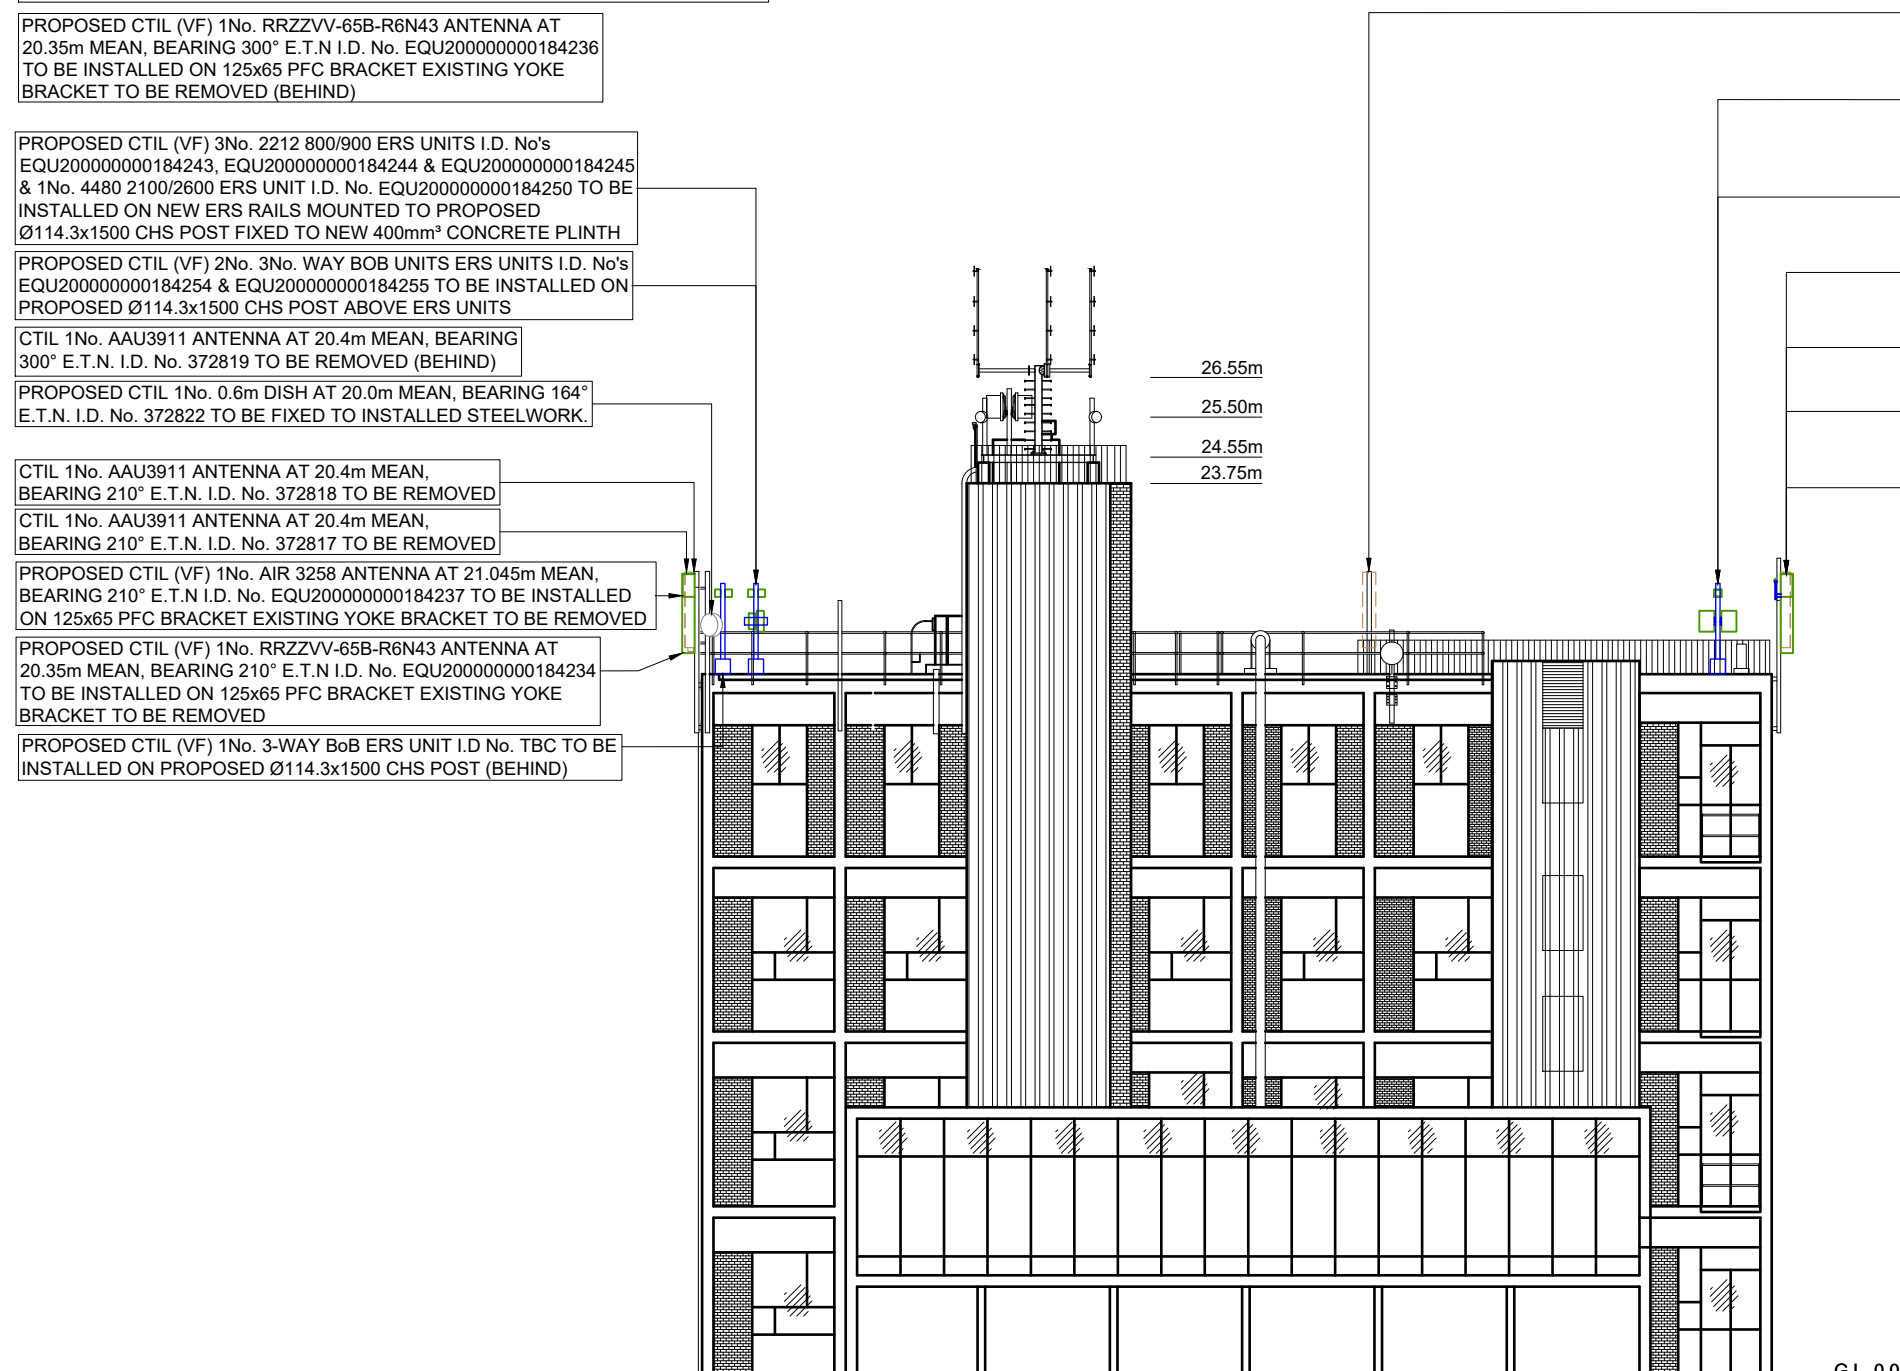 PROPOSED CTIL (VF) 1No. RRZZVV-65B-R6N43 ANTENNA AT
20.35m MEAN, BEARING 300° E.T.N I.D. No. EQU200000000184236
TO BE INSTALLED ON 125x65 PFC BRACKET EXISTING YOKE
BRACKET TO BE REMOVED (BEHIND)
PROPOSED CTIL (VF) 3No. 2212 800/900 ERS UNITS I.D. No's
EQU200000000184243, EQU200000000184244 & EQU200000000184245
& 1No. 4480 2100/2600 ERS UNIT I.D. No. EQU200000000184250 TO BE
INSTALLED ON NEW ERS RAILS MOUNTED TO PROPOSED
Ø114.3x1500 CHS POST FIXED TO NEW 400mm³ CONCRETE PLINTH
PROPOSED CTIL (VF) 2No. 3No. WAY BOB UNITS ERS UNITS I.D. No's
EQU200000000184254 & EQU200000000184255 TO BE INSTALLED ON
PROPOSED Ø114.3x1500 CHS POST ABOVE ERS UNITS
CTIL 1No. AAU3911 ANTENNA AT 20.4m MEAN, BEARING
300° E.T.N. I.D. No. 372819 TO BE REMOVED (BEHIND)
PROPOSED CTIL 1No. 0.6m DISH AT 20.0m MEAN, BEARING 164°
E.T.N. I.D. No. 372822 TO BE FIXED TO INSTALLED STEELWORK.
CTIL 1No. AAU3911 ANTENNA AT 20.4m MEAN,
BEARING 210° E.T.N. I.D. No. 372818 TO BE REMOVED
CTIL 1No. AAU3911 ANTENNA AT 20.4m MEAN,
BEARING 210° E.T.N. I.D. No. 372817 TO BE REMOVED
PROPOSED CTIL (VF) 1No. AIR 3258 ANTENNA AT 21.045m MEAN,
BEARING 210° E.T.N I.D. No. EQU200000000184237 TO BE INSTALLED
ON 125x65 PFC BRACKET EXISTING YOKE BRACKET TO BE REMOVED
PROPOSED CTIL (VF) 1No. RRZZVV-65B-R6N43 ANTENNA AT
20.35m MEAN, BEARING 210° E.T.N I.D. No. EQU200000000184234
TO BE INSTALLED ON 125x65 PFC BRACKET EXISTING YOKE
BRACKET TO BE REMOVED
PROPOSED CTIL (VF) 1No. 3-WAY BoB ERS UNIT I.D No. TBC TO BE
INSTALLED ON PROPOSED Ø114.3x1500 CHS POST (BEHIND)
26.55m
25.50m
24.55m
23.75m